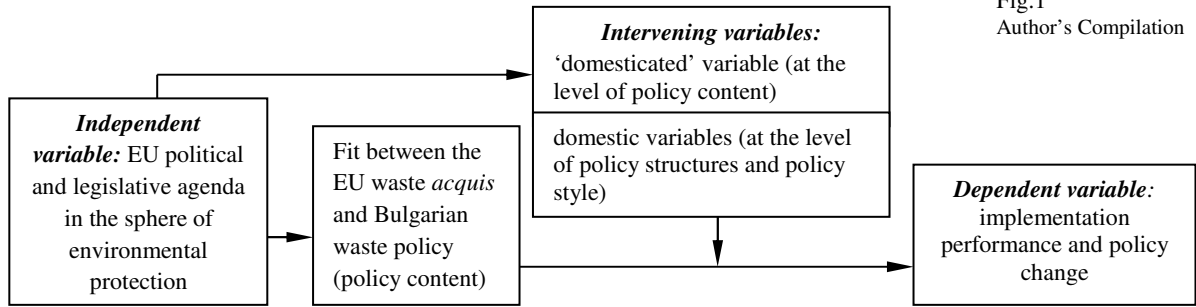 Fig.1
Author's Compilation
Intervening variables:
‘domesticated’ variable (at the
level of policy content)
domestic variables (at the level
of policy structures and policy
style)
Independent
variable: EU political
and legislative agenda
in the sphere of
environmental
protection
Fit between the
EU waste acquis
and Bulgarian
waste policy
(policy content)
Dependent variable:
implementation
performance and policy
change